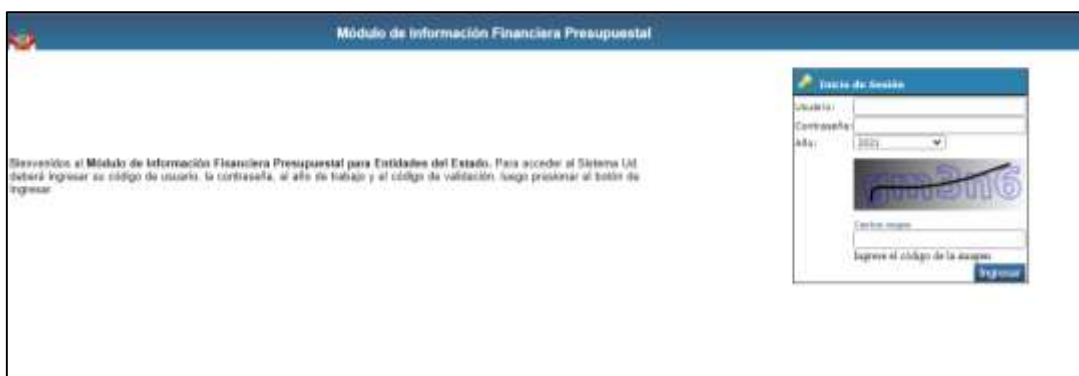 Módulo de Información Financiera Presupuestal
Inicio de Sesión
Usuario:
Contraseña:
Año: 2021
gm3n6
Bienvenidos al Módulo de Información Financiera Presupuestal para Entidades del Estado. Para acceder al Sistema Ud.
deberá ingresar su código de usuario, la contraseña, el año de trabajo y el código de validación, luego presionar el botón de
ingresar
Cambiar imagen
Ingrese el código de la imagen
Ingresar